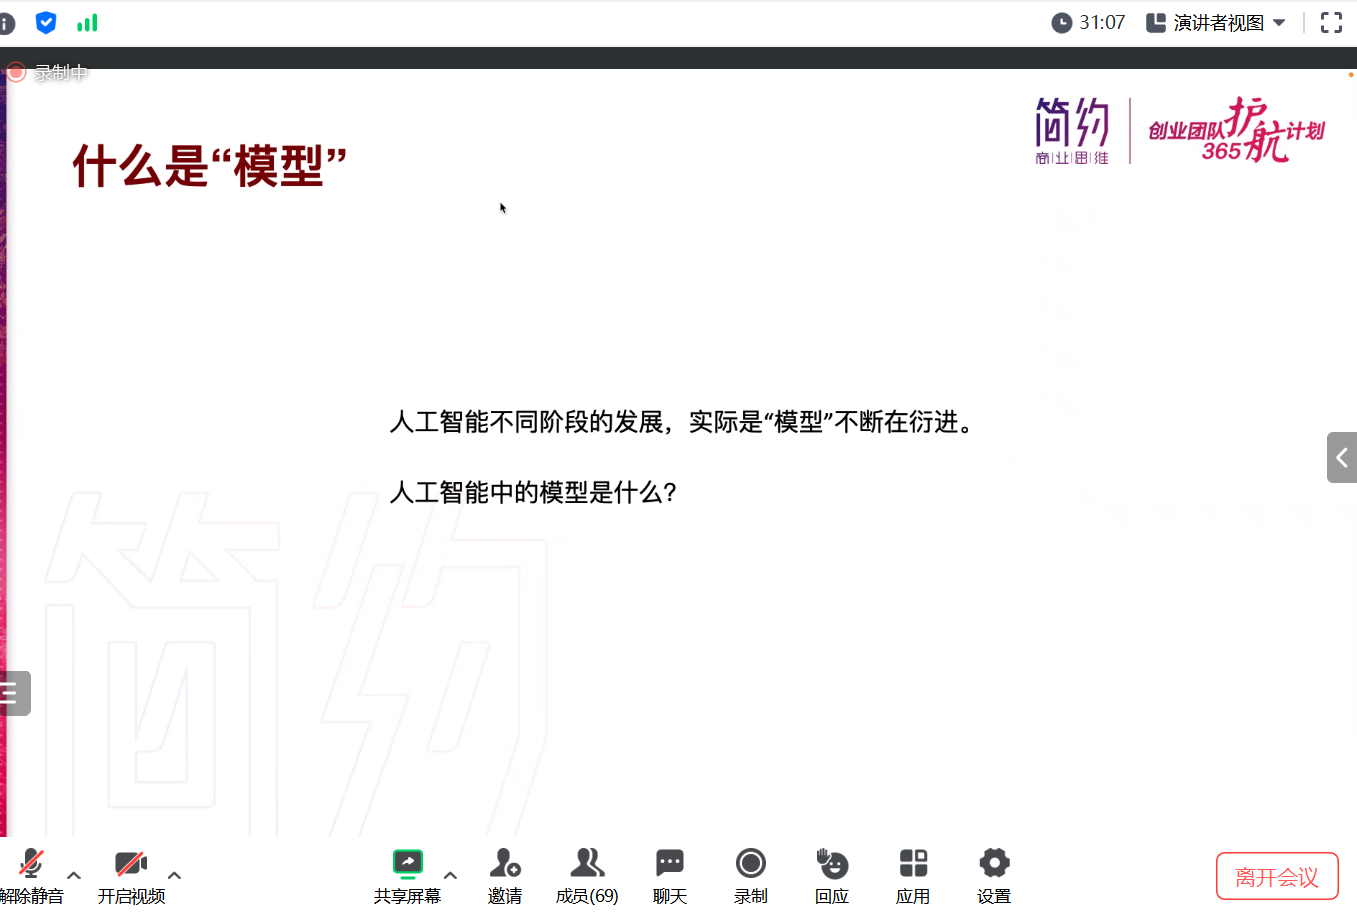 31:07 演讲者视图
录制中
简约
商业思维
创业团队护航计划
365
什么是“模型”
人工智能不同阶段的发展，实际是“模型”不断在衍进。
人工智能中的模型是什么？
简约
解除静音 开启视频 共享屏幕 邀请 成员(69) 聊天 录制 回应 应用 设置 离开会议